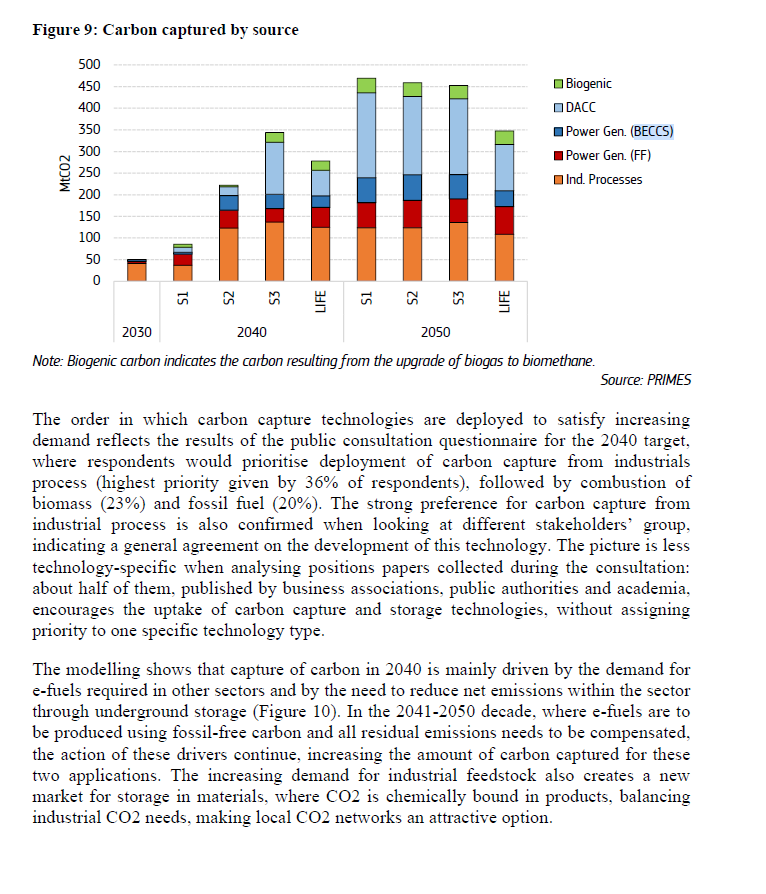 Figure 9: Carbon captured by source
500
450
400
350
300
250
200
150
100
50
0
MtCO2
Biogenic
DACC
Power Gen. (BECCS)
Power Gen. (FF)
Ind. Processes
S1
S2
S3
LIFE
S1
S2
S3
LIFE
2030
2040
2050
Note: Biogenic carbon indicates the carbon resulting from the upgrade of biogas to biomethane.
Source: PRIMES
The order in which carbon capture technologies are deployed to satisfy increasing
demand reflects the results of the public consultation questionnaire for the 2040 target,
where respondents would prioritise deployment of carbon capture from industrials
process (highest priority given by 36% of respondents), followed by combustion of
biomass (23%) and fossil fuel (20%). The strong preference for carbon capture from
industrial process is also confirmed when looking at different stakeholders’ group,
indicating a general agreement on the development of this technology. The picture is less
technology-specific when analysing positions papers collected during the consultation:
about half of them, published by business associations, public authorities and academia,
encourages the uptake of carbon capture and storage technologies, without assigning
priority to one specific technology type.
The modelling shows that capture of carbon in 2040 is mainly driven by the demand for
e-fuels required in other sectors and by the need to reduce net emissions within the sector
through underground storage (Figure 10). In the 2041-2050 decade, where e-fuels are to
be produced using fossil-free carbon and all residual emissions needs to be compensated,
the action of these drivers continue, increasing the amount of carbon captured for these
two applications. The increasing demand for industrial feedstock also creates a new
market for storage in materials, where CO2 is chemically bound in products, balancing
industrial CO2 needs, making local CO2 networks an attractive option.